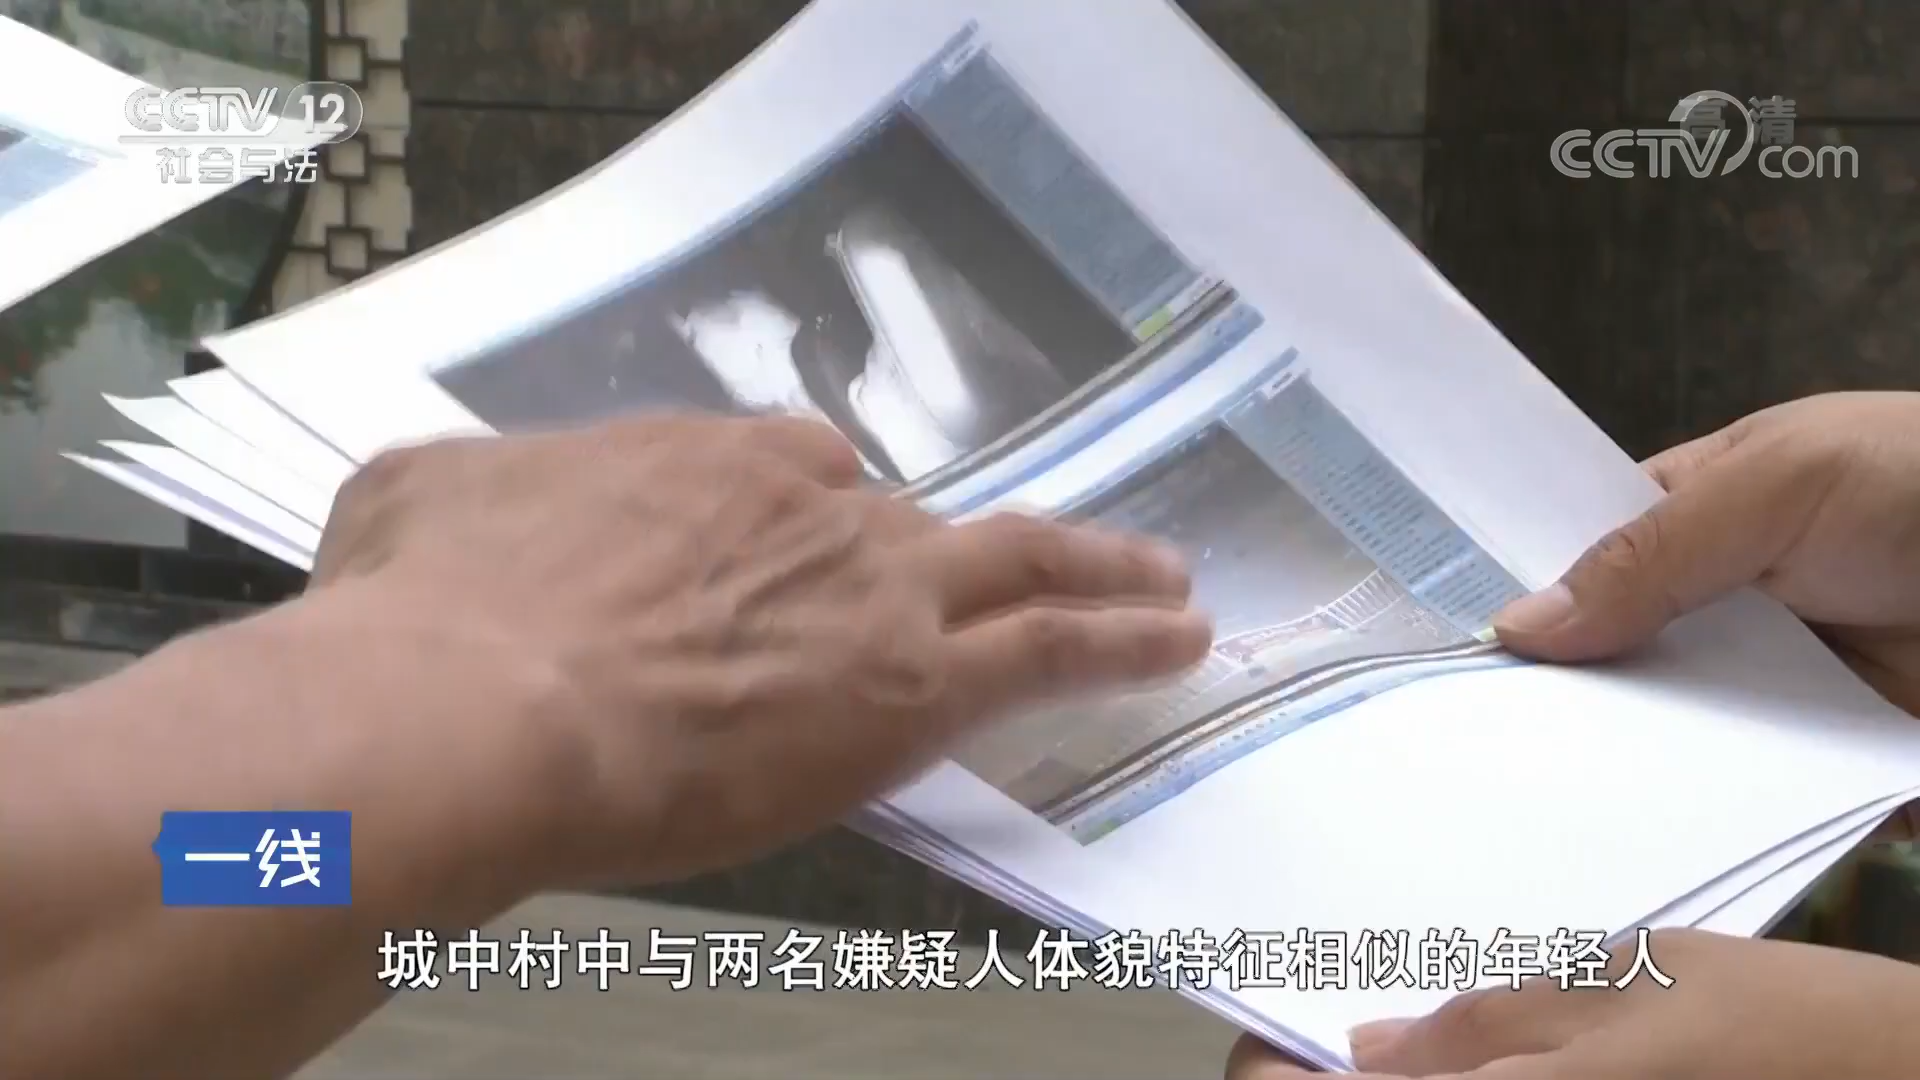 CCTV 12
社会与法
高清
CCTV com
一线
城中村中与两名嫌疑人体貌特征相似的年轻人